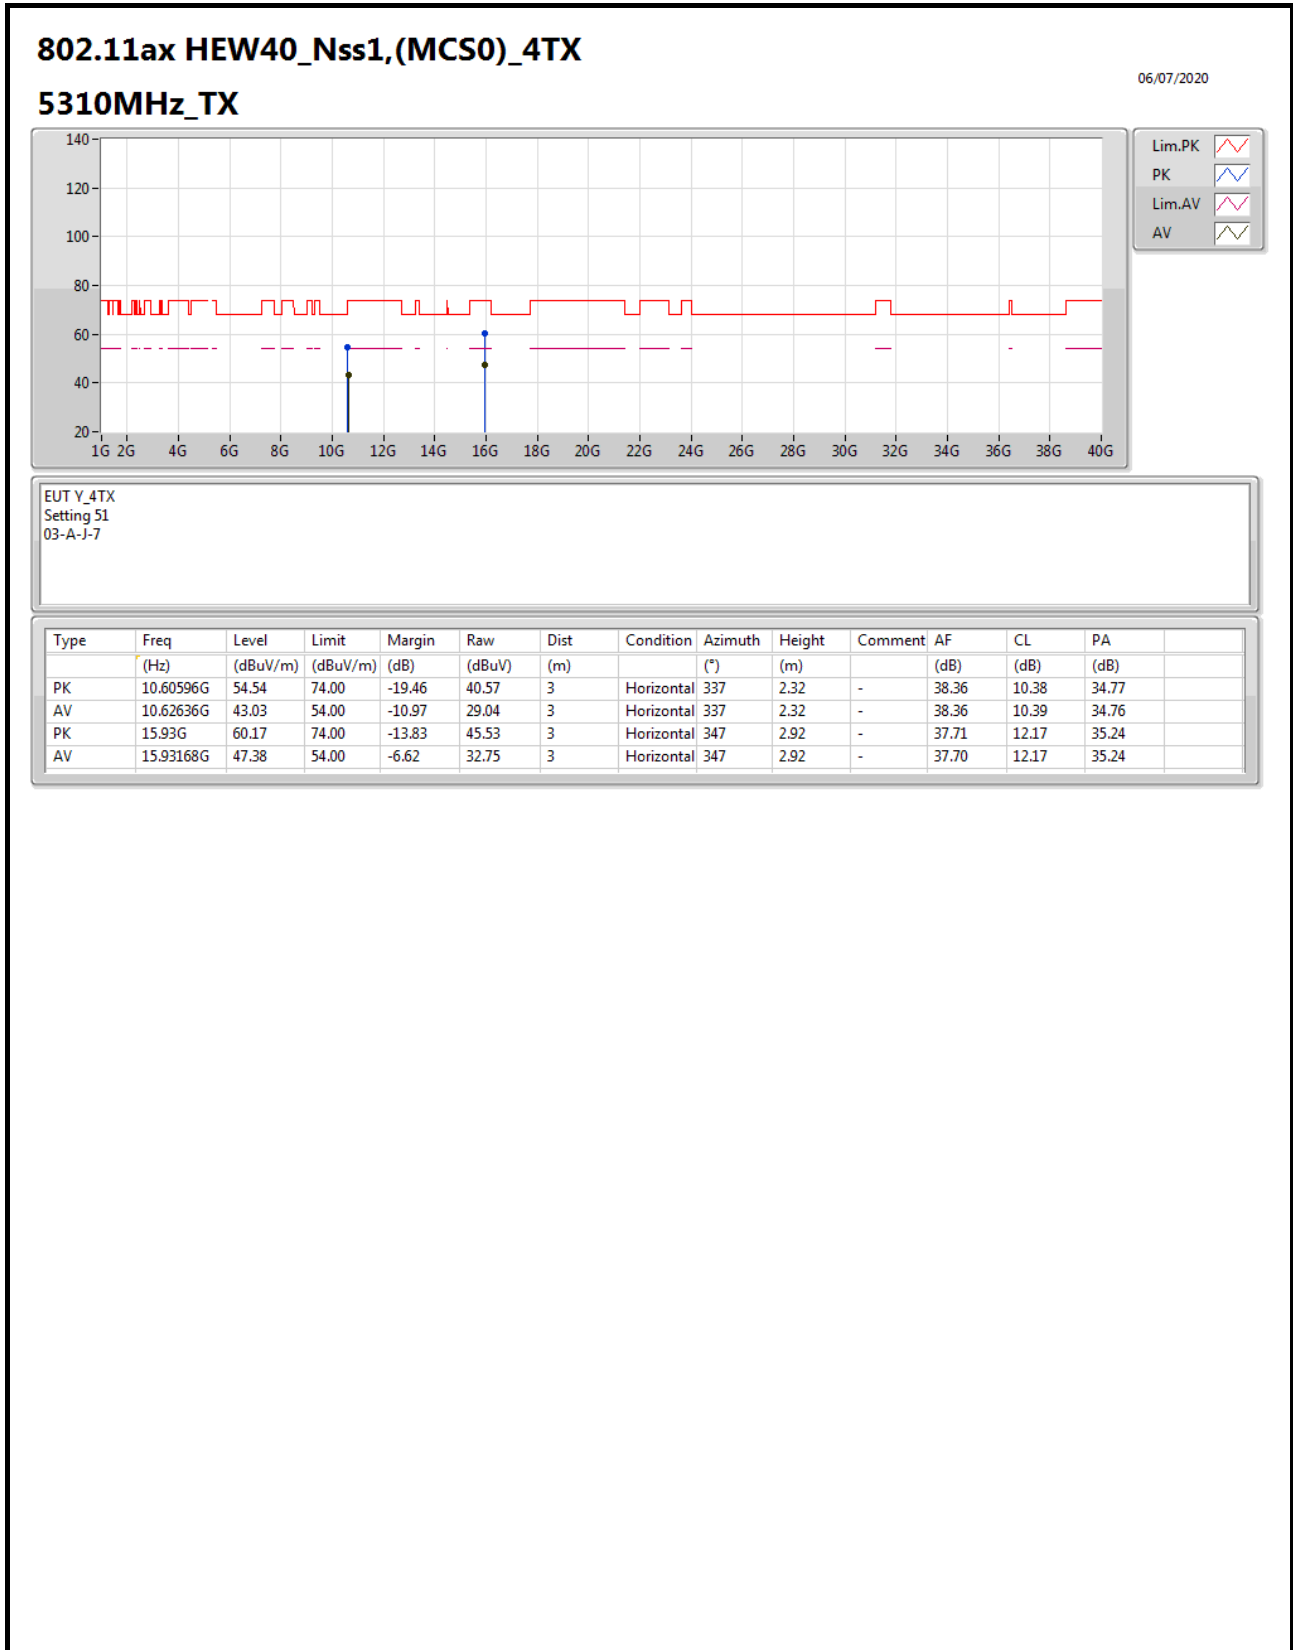 802.11ax HEW40_Nss1,(MCS0)_4TX
06/07/2020
5310MHz_TX
140
120
100
80
60
40
20
1G 2G 4G 6G 8G 10G 12G 14G 16G 18G 20G 22G 24G 26G 28G 30G 32G 34G 36G 38G 40G
Lim.PK
PK
Lim.AV
AV
EUT Y_4TX
Setting 51
03-A-J-7
Type Freq Level Limit Margin Raw Dist Condition Azimuth Height Comment AF CL PA
(Hz) (dBuV/m) (dBuV/m) (dB) (dBuV) (m) (°) (m) (dB) (dB) (dB)
PK 10.60596G 54.54 74.00 -19.46 40.57 3 Horizontal 337 2.32 - 38.36 10.38 34.77
AV 10.62636G 43.03 54.00 -10.97 29.04 3 Horizontal 337 2.32 - 38.36 10.39 34.76
PK 15.93G 60.17 74.00 -13.83 45.53 3 Horizontal 347 2.92 - 37.71 12.17 35.24
AV 15.93168G 47.38 54.00 -6.62 32.75 3 Horizontal 347 2.92 - 37.70 12.17 35.24